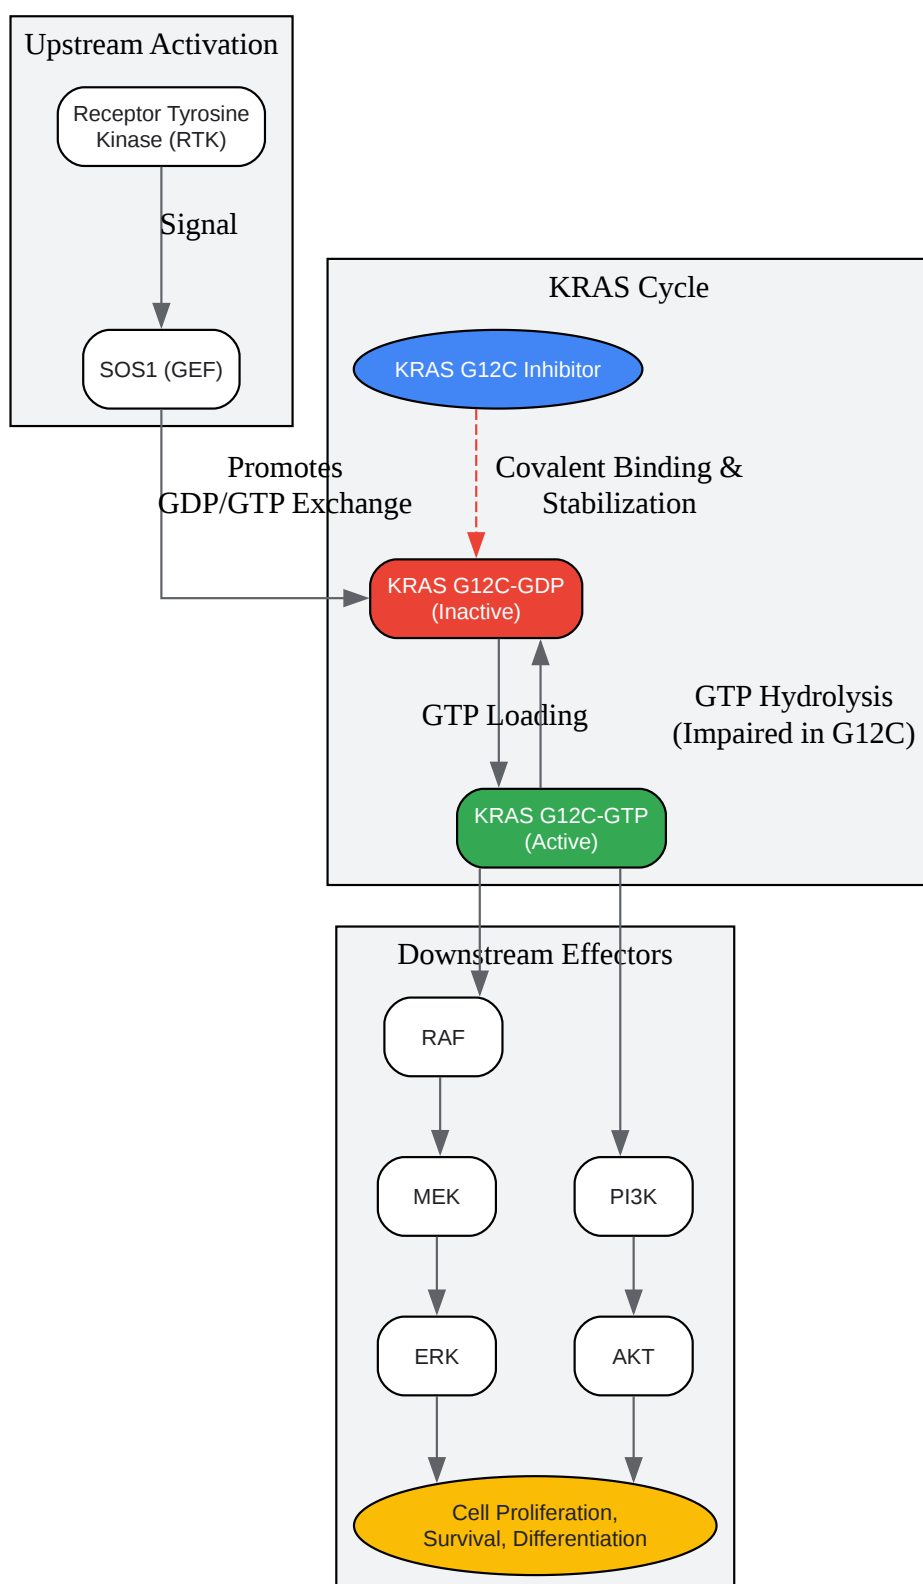 Upstream Activation
Receptor Tyrosine
Kinase (RTK)
Signal
SOS1 (GEF)
KRAS Cycle
KRAS G12C Inhibitor
Promotes
GDP/GTP Exchange
Covalent Binding &
Stabilization
KRAS G12C-GDP
(Inactive)
GTP Loading
GTP Hydrolysis
(Impaired in G12C)
KRAS G12C-GTP
(Active)
Downstream Effectors
RAF
MEK
PI3K
ERK
AKT
Cell Proliferation,
Survival, Differentiation